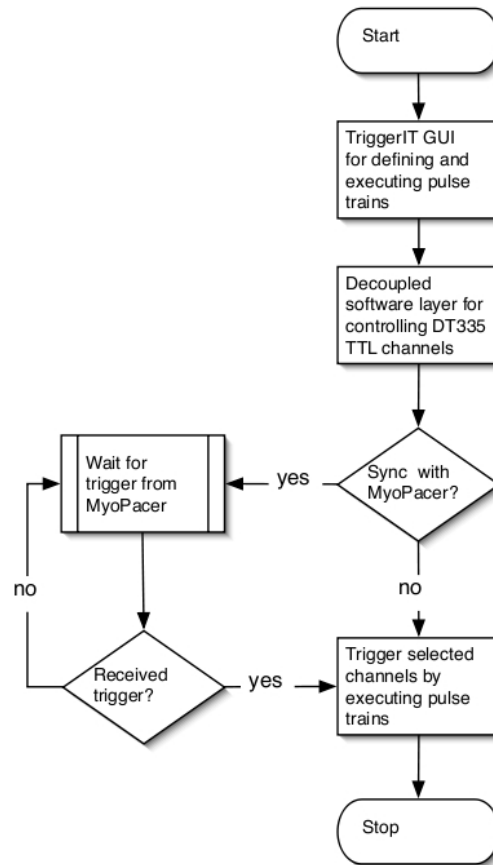 Start
TriggerIT GUI
for defining and
executing pulse
trains
Decoupled
software layer for
controlling DT335
TTL channels
Sync with
MyoPacer?
yes
Wait for
trigger from
MyoPacer
no
no
Received
trigger?
yes
Trigger selected
channels by
executing pulse
trains
Stop